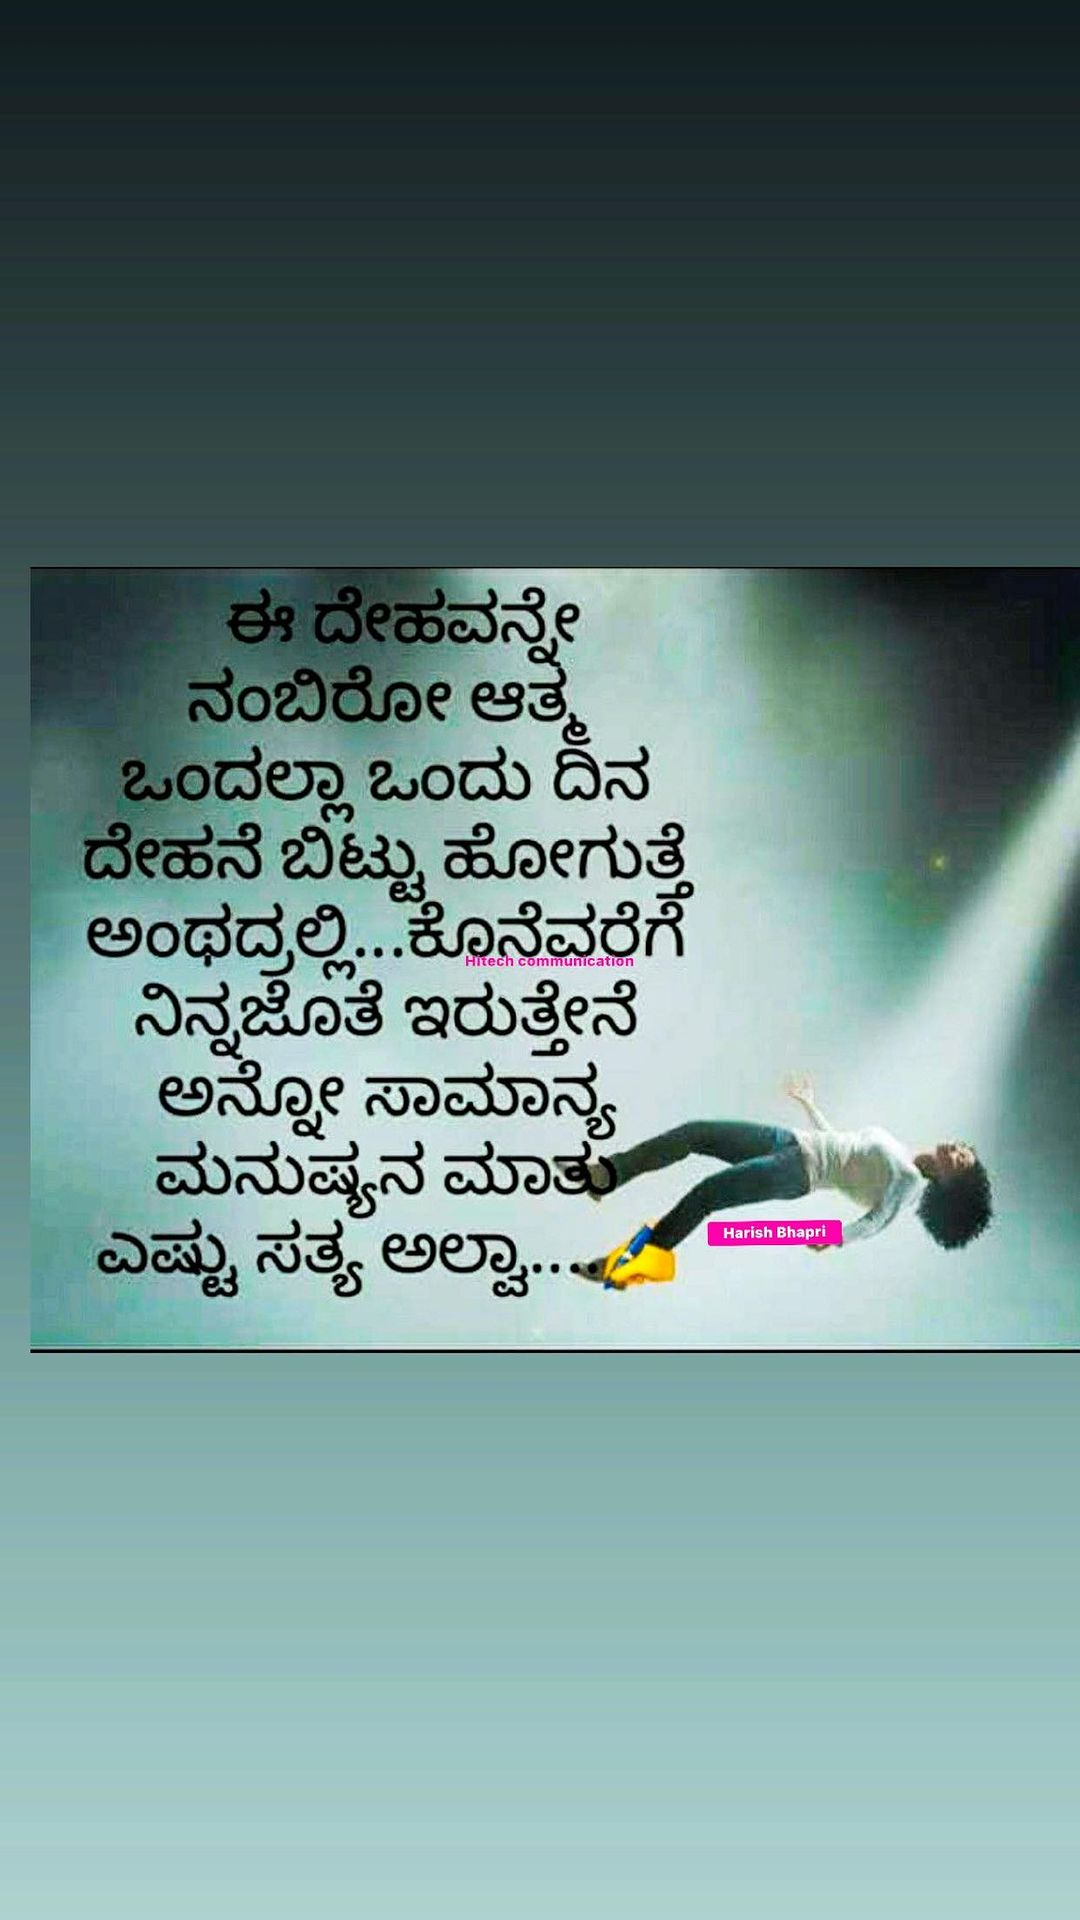 ಈ ದೇಹವನ್ನೇ
ನಂಬಿರೋ ಆತ್ಮ
ಒಂದಲ್ಲಾ ಒಂದು ದಿನ
ದೇಹನೆ ಬಿಟ್ಟು ಹೋಗುತ್ತೆ
ಅಂಥದ್ರಲ್ಲಿ...ಕೊನೆವರೆಗೆ
Hitech communication
ನಿನ್ನಜೊತೆ ಇರುತ್ತೇನೆ
ಅನ್ನೋ ಸಾಮಾನ್ಯ
ಮನುಷ್ಯನ ಮಾತು
ಎಷ್ಟು ಸತ್ಯ ಅಲ್ವಾ....
Harish Bhapri